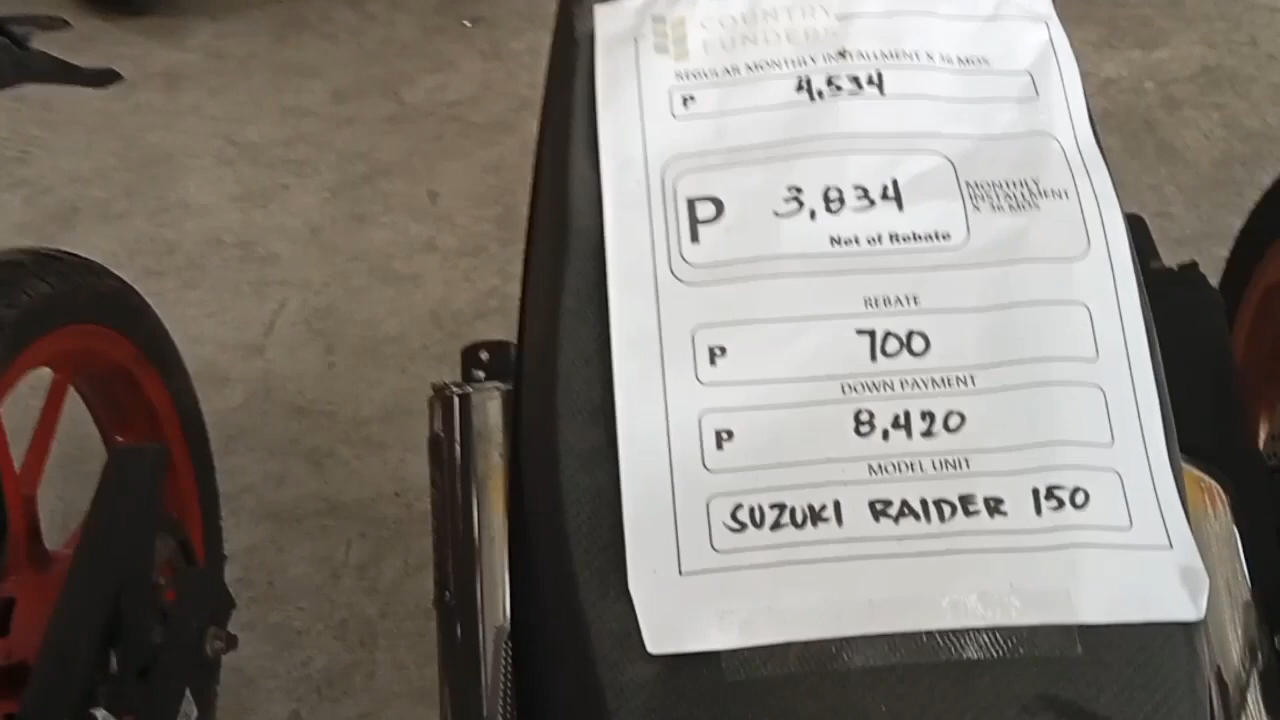 COUNTRY
FUNDERS
REGULAR MONTHLY INSTALLMENT X 36 MOS
P 4,534
P 3,834
Net of Rebate
MONTHLY
INSTALLMENT
X 36 MOS
REBATE
P 700
DOWN PAYMENT
P 8,420
MODEL UNIT
SUZUKI RAIDER 150